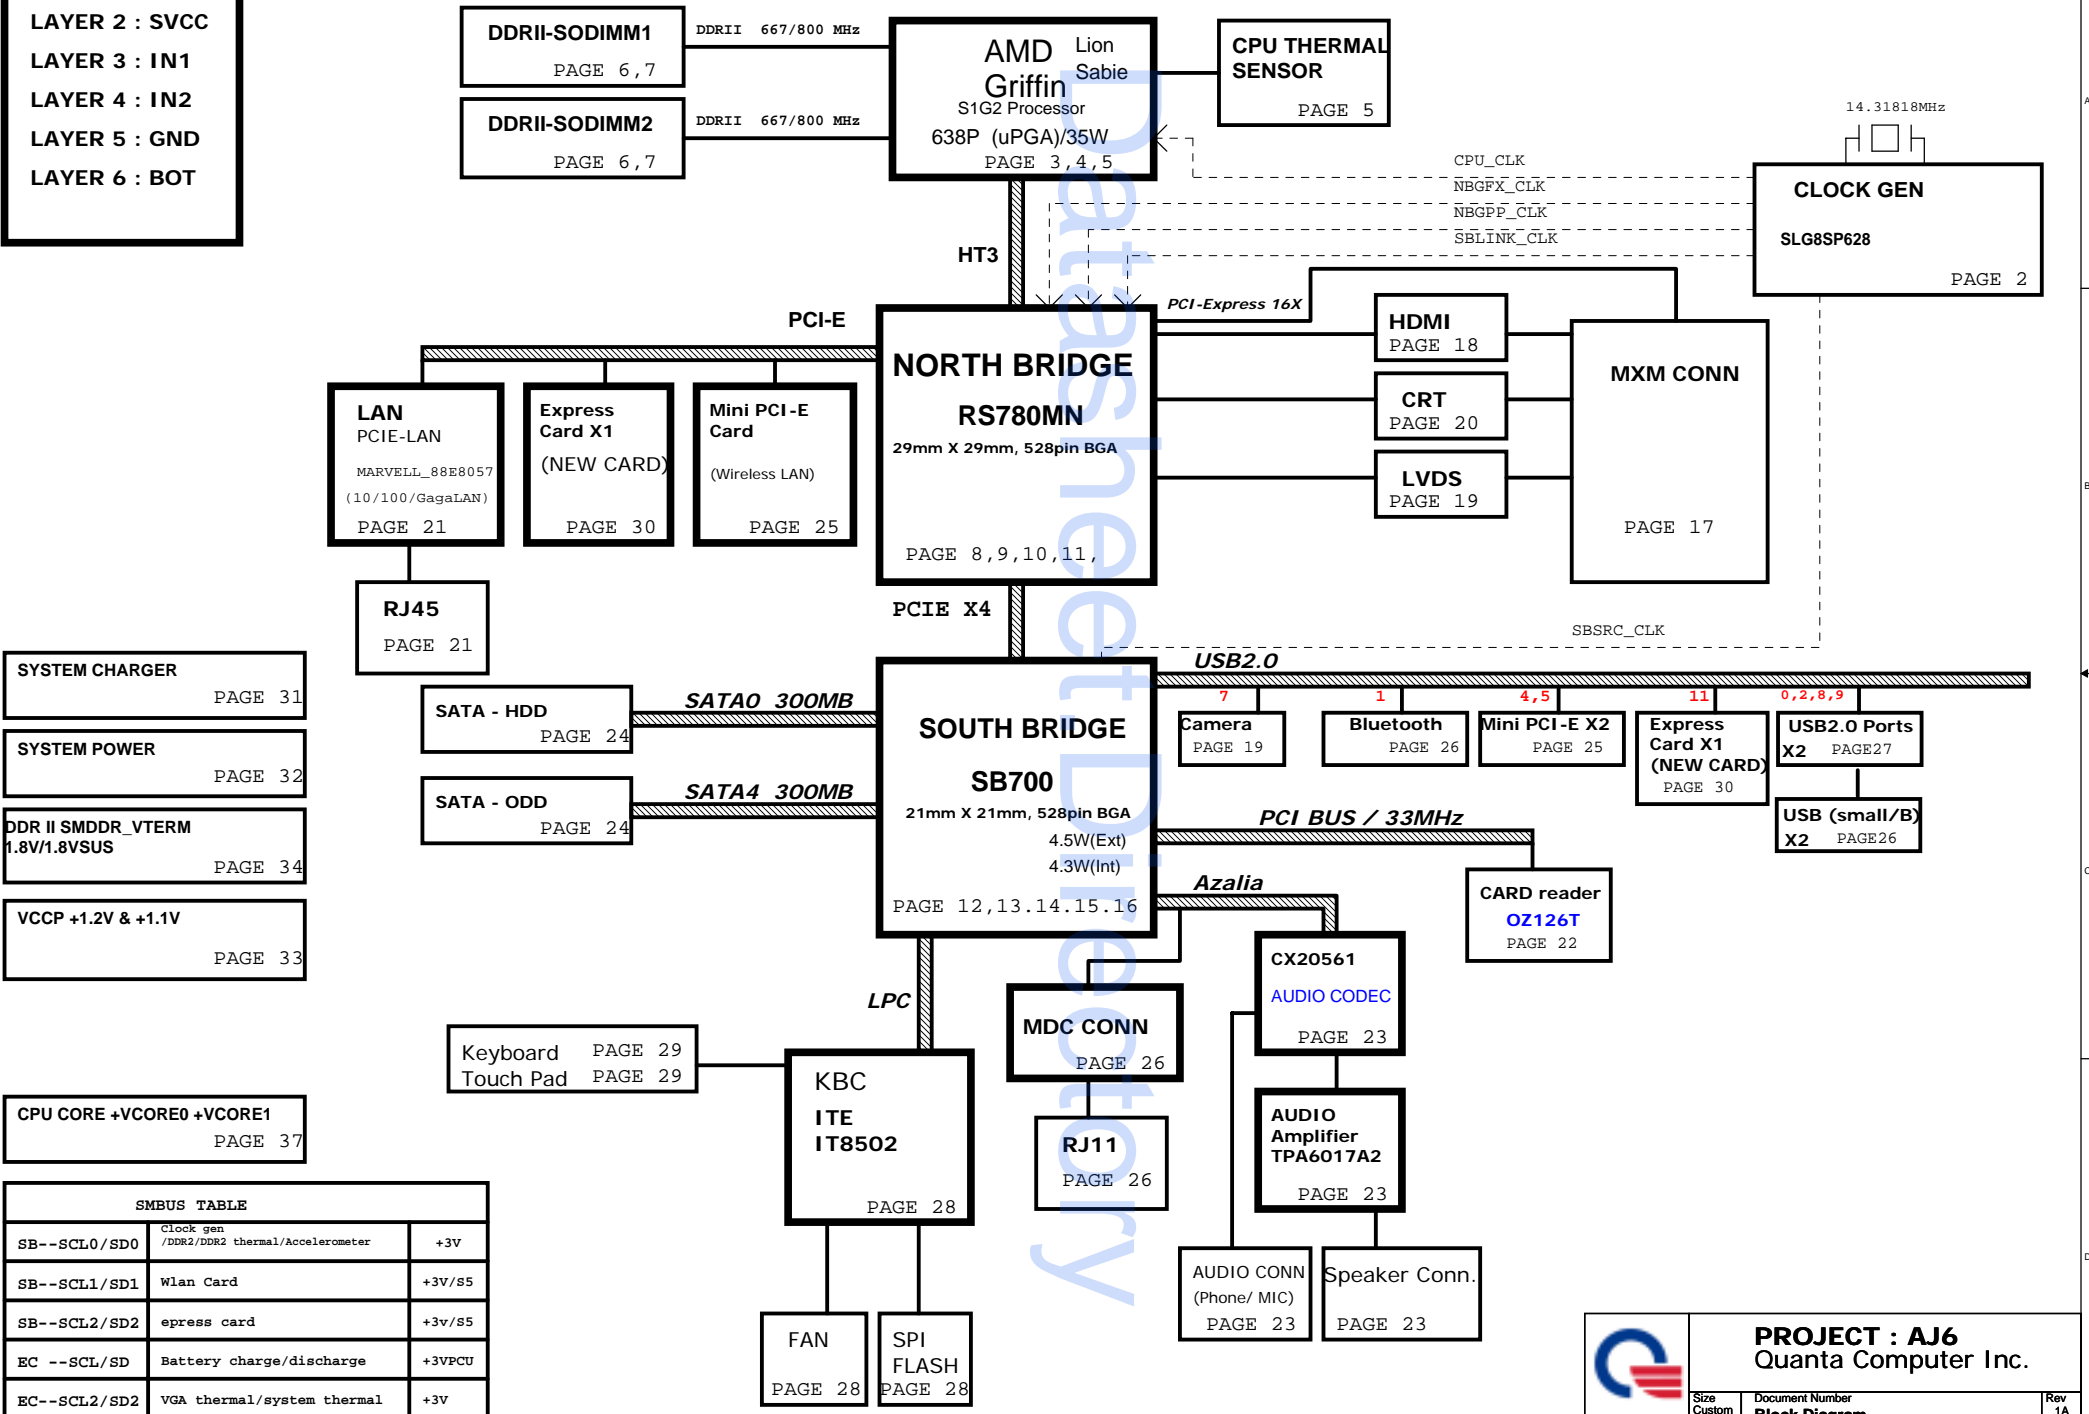 LAYER 2 : SVCC
LAYER 3 : IN1
LAYER 4 : IN2
LAYER 5 : GND
LAYER 6 : BOT
DDRII-SODIMM1
PAGE 6,7
DDRII-SODIMM2
PAGE 6,7
DDRII 667/800 MHz
DDRII 667/800 MHz
AMD Lion
Griffin Sabie
S1G2 Processor
638P (uPGA)/35W
PAGE 3,4,5
CPU THERMAL
SENSOR
PAGE 5
14.31818MHz
CPU_CLK
NBGFX_CLK
NBGPP_CLK
SBLINK_CLK
CLOCK GEN
SLG8SP628
PAGE 2
HT3
PCI-E
PCI-Express 16X
NORTH BRIDGE
RS780MN
29mm X 29mm, 528pin BGA
PAGE 8,9,10,11,
HDMI
PAGE 18
CRT
PAGE 20
LVDS
PAGE 19
MXM CONN
PAGE 17
LAN
PCIE-LAN
MARVELL_88E8057
(10/100/GagaLAN)
PAGE 21
Express
Card X1
(NEW CARD)
PAGE 30
Mini PCI-E
Card
(Wireless LAN)
PAGE 25
RJ45
PAGE 21
PCIE X4
SBSRC_CLK
SYSTEM CHARGER
PAGE 31
SYSTEM POWER
PAGE 32
DDR II SMDDR_VTERM
1.8V/1.8VSUS
PAGE 34
VCCP +1.2V & +1.1V
PAGE 33
CPU CORE +VCORE0 +VCORE1
PAGE 37
SATA - HDD
PAGE 24
SATA - ODD
PAGE 24
SATA0 300MB
SATA4 300MB
SOUTH BRIDGE
SB700
21mm X 21mm, 528pin BGA
4.5W(Ext)
4.3W(Int)
PAGE 12,13.14.15.16
USB2.0
7
1
4,5
11
0,2,8,9
Camera
PAGE 19
Bluetooth
PAGE 26
Mini PCI-E X2
PAGE 25
Express
Card X1
(NEW CARD)
PAGE 30
USB2.0 Ports
X2 PAGE27
USB (small/B)
X2 PAGE26
PCI BUS / 33MHz
CARD reader
OZ126T
PAGE 22
Azalia
CX20561
AUDIO CODEC
PAGE 23
MDC CONN
PAGE 26
RJ11
PAGE 26
AUDIO
Amplifier
TPA6017A2
PAGE 23
AUDIO CONN
(Phone/ MIC)
PAGE 23
Speaker Conn.
PAGE 23
LPC
Keyboard PAGE 29
Touch Pad PAGE 29
KBC
ITE
IT8502
PAGE 28
FAN
PAGE 28
SPI
FLASH
PAGE 28
SMBUS TABLE
SB--SCL0/SD0 Clock gen /DDR2/DDR2 thermal/Accelerometer +3V
SB--SCL1/SD1 Wlan Card +3V/S5
SB--SCL2/SD2 epress card +3v/S5
EC --SCL/SD Battery charge/discharge +3VPCU
EC--SCL2/SD2 VGA thermal/system thermal +3V
PROJECT : AJ6
Quanta Computer Inc.
Size Document Number Rev
Custom Block Diagram 1A
A
B
C
D
Datasheet Directory